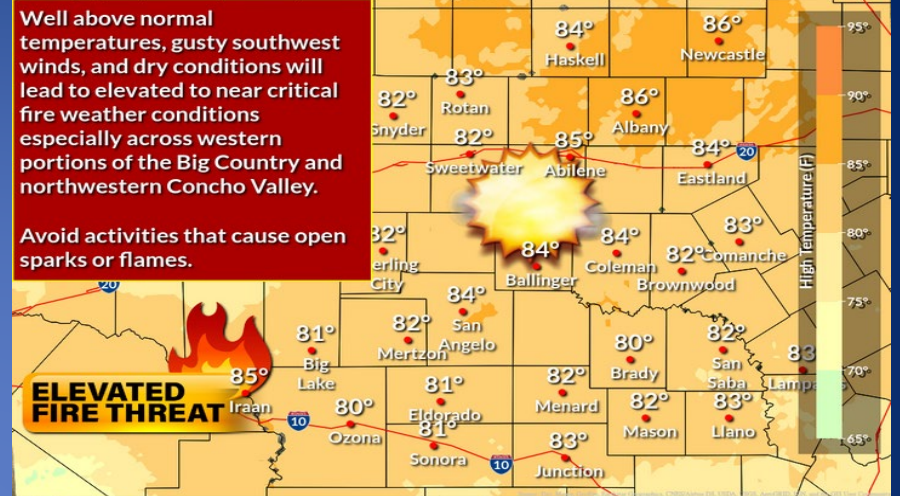 Well above normal
temperatures, gusty southwest
winds, and dry conditions will
lead to elevated to near critical
fire weather conditions
especially across western
portions of the Big Country and
northwestern Concho Valley.
Avoid activities that cause open
sparks or flames.
84°
Haskell
86°
Newcastle
83°
Rotan
82°
Snyder
86°
Albany
82°
Sweetwater
85°
Abilene
84°
Eastland
20
82°
erling
City
84°
Ballinger
84°
Coleman
82°
Brownwood
83°
Comanche
20
84°
San
Angelo
82°
Mertzon
81°
Big
Lake
80°
Brady
82°
San
Saba
83
Lamp
ELEVATED
FIRE THREAT
85°
Iraan
10
80°
Ozona
81°
Eldorado
81°
Sonora
82°
Menard
82°
Mason
83°
Llano
10
83°
Junction
High Temperature (F)
95°
90°
85°
80°
75°
70°
65°